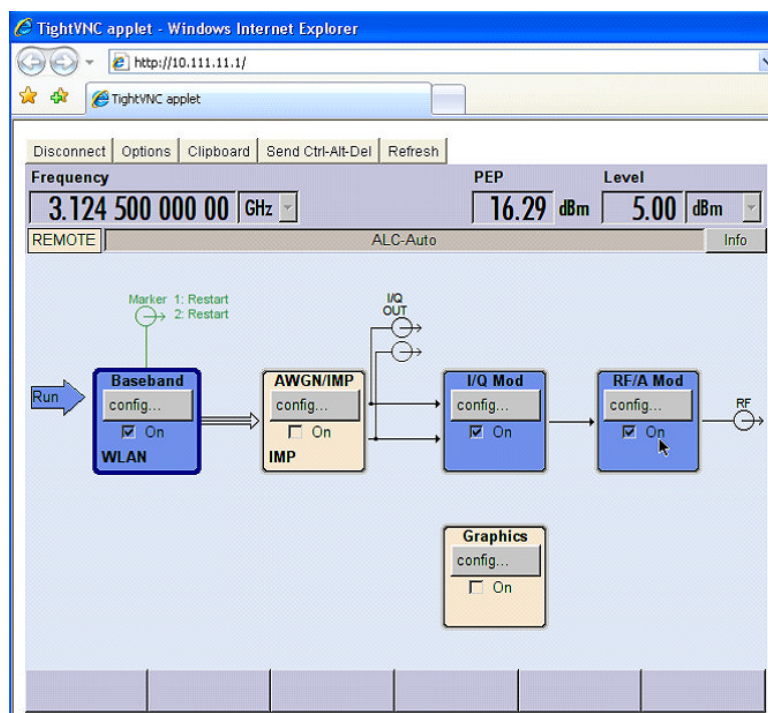 TightVNC applet - Windows Internet Explorer
http://10.111.11.1/
TightVNC applet
Disconnect Options Clipboard Send Ctrl-Alt-Del Refresh
Frequency PEP Level
3.124 500 000 00 GHz 16.29 dBm 5.00 dBm
REMOTE ALC-Auto Info
Marker 1: Restart
2: Restart
I/Q
OUT
Run
Baseband
config...
On
WLAN
AWGN/IMP
config...
On
IMP
I/Q Mod
config...
On
RF/A Mod
config...
On
RF
Graphics
config...
On